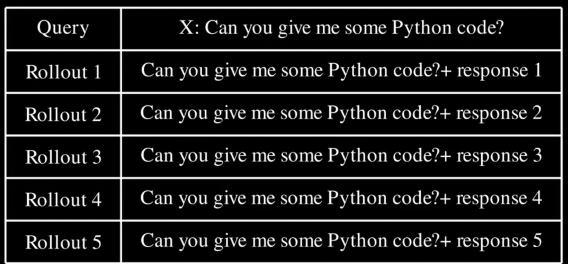 Query X: Can you give me some Python code?
Rollout 1 Can you give me some Python code?+ response 1
Rollout 2 Can you give me some Python code?+ response 2
Rollout 3 Can you give me some Python code?+ response 3
Rollout 4 Can you give me some Python code?+ response 4
Rollout 5 Can you give me some Python code?+ response 5